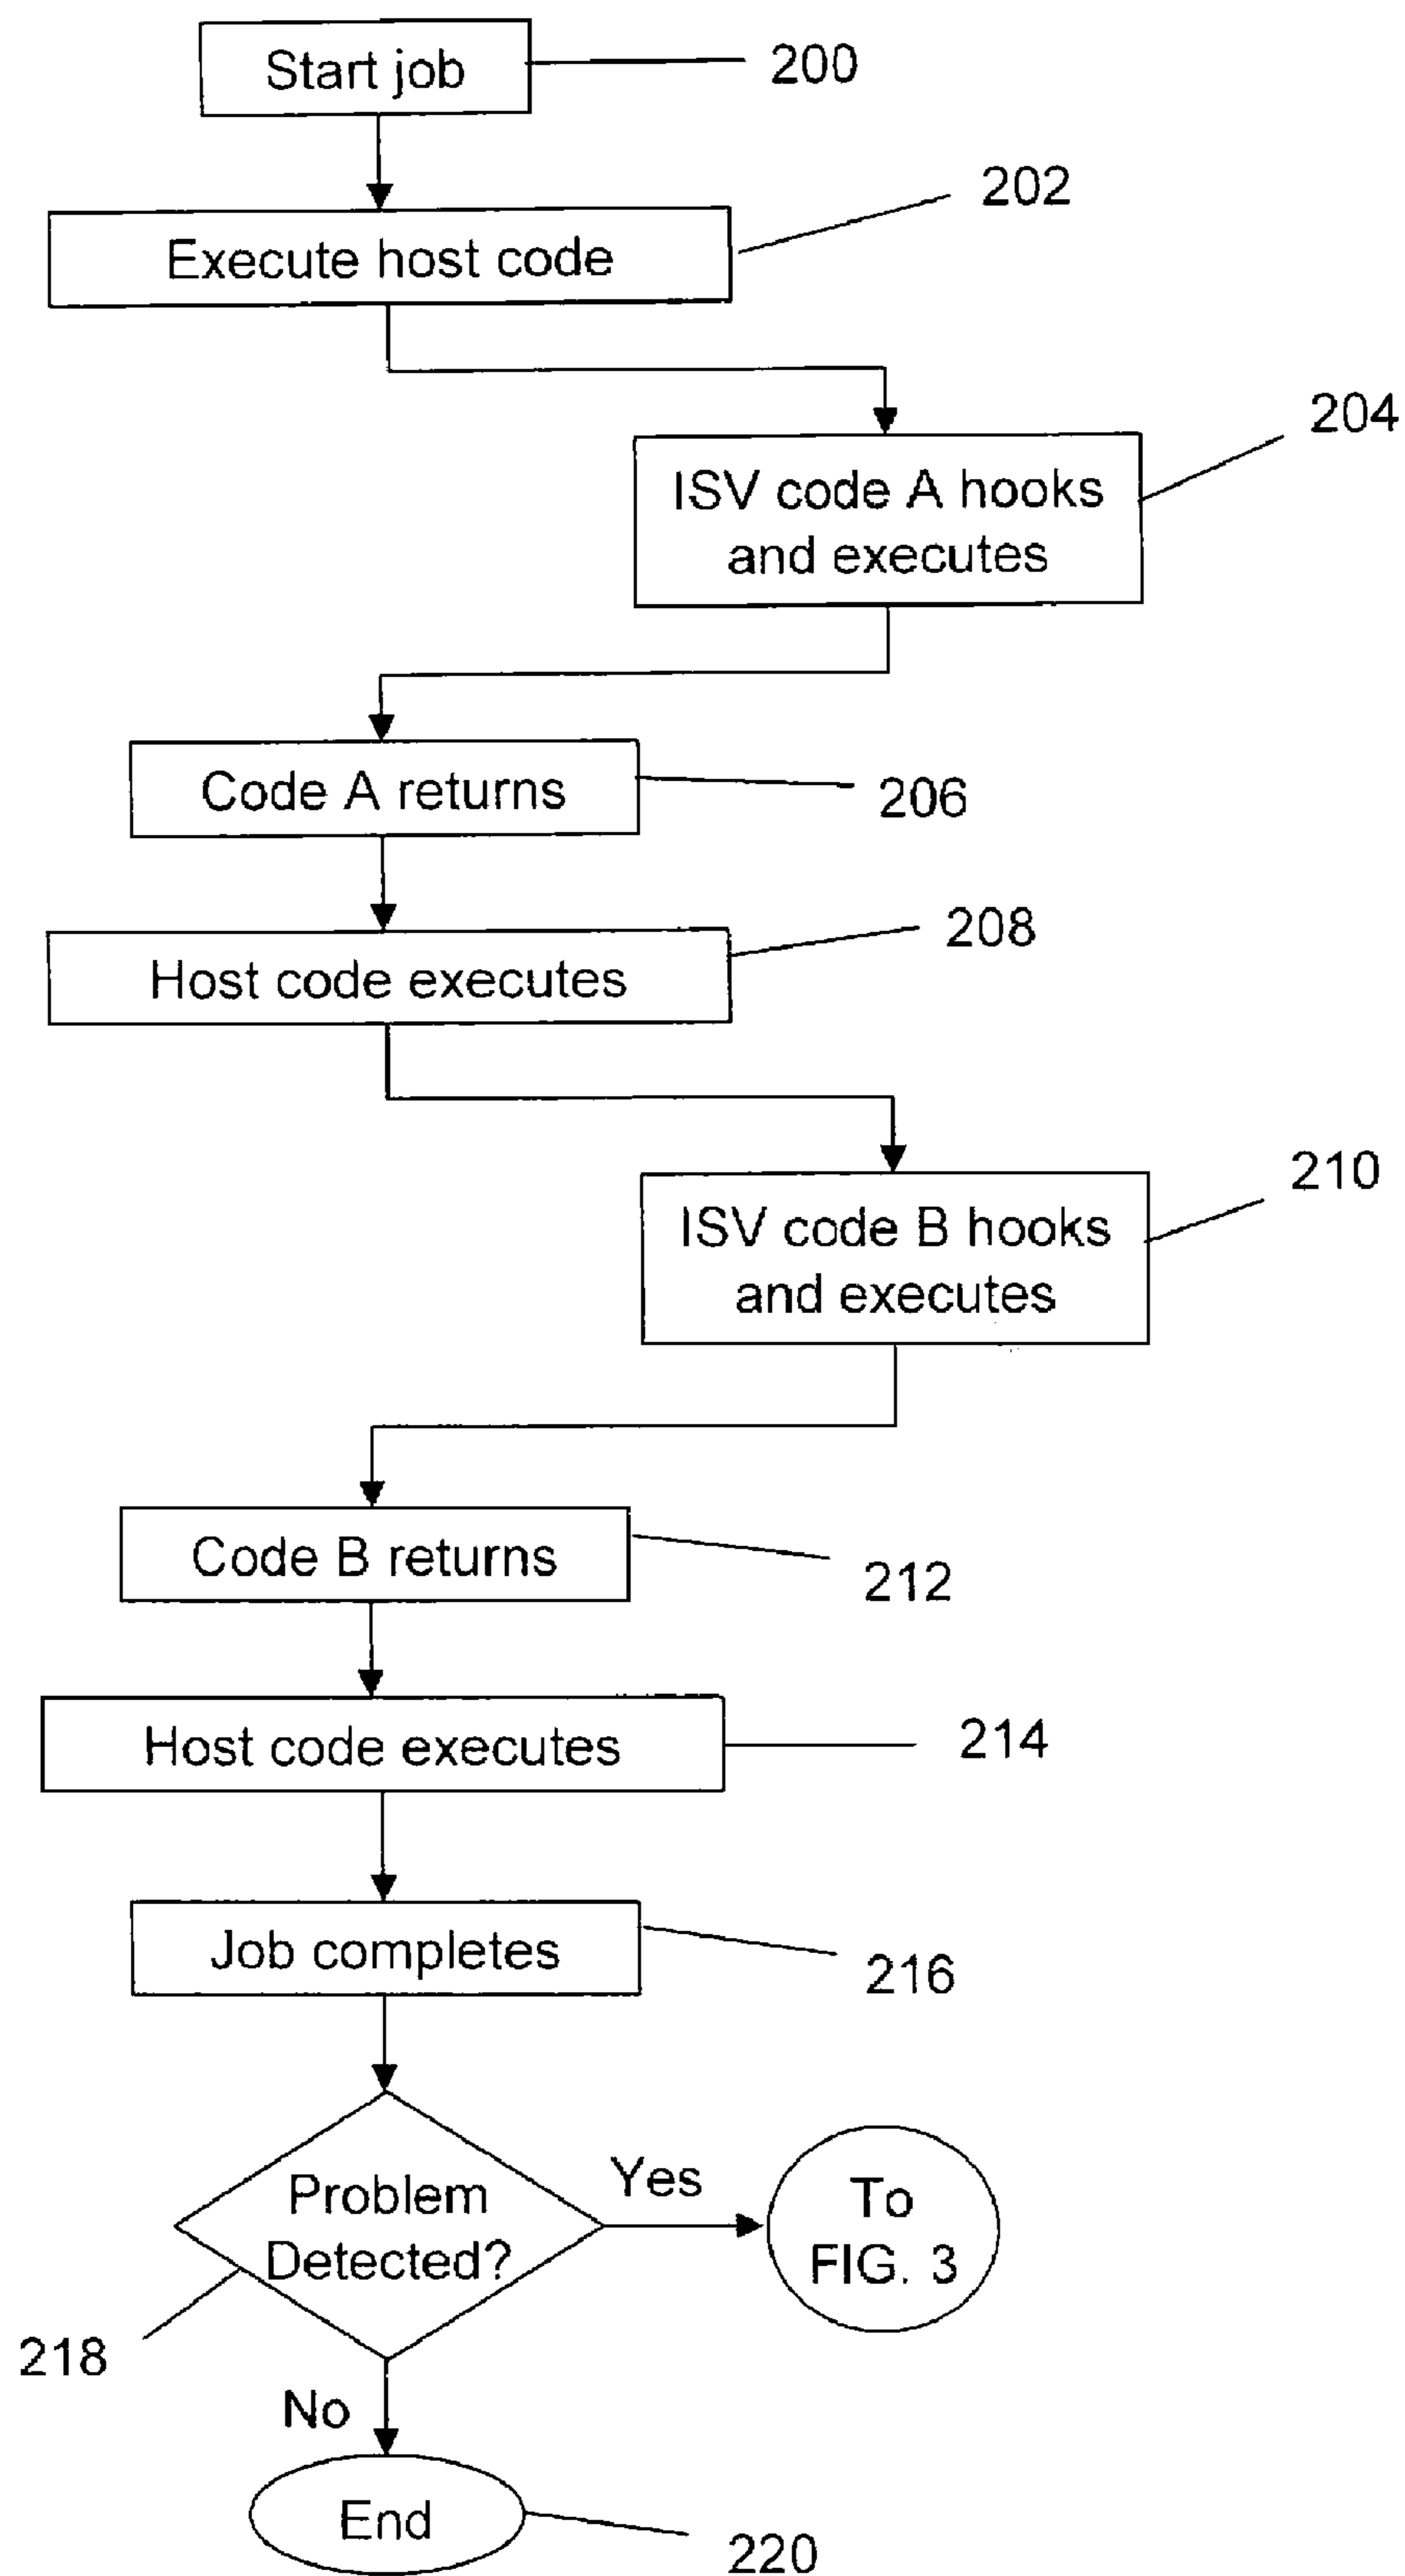 Start job
200
Execute host code
202
ISV code A hooks
and executes
204
Code A returns
206
Host code executes
208
ISV code B hooks
and executes
210
Code B returns
212
Host code executes
214
Job completes
216
Problem
Detected?
218
Yes
To
FIG. 3
No
End
220